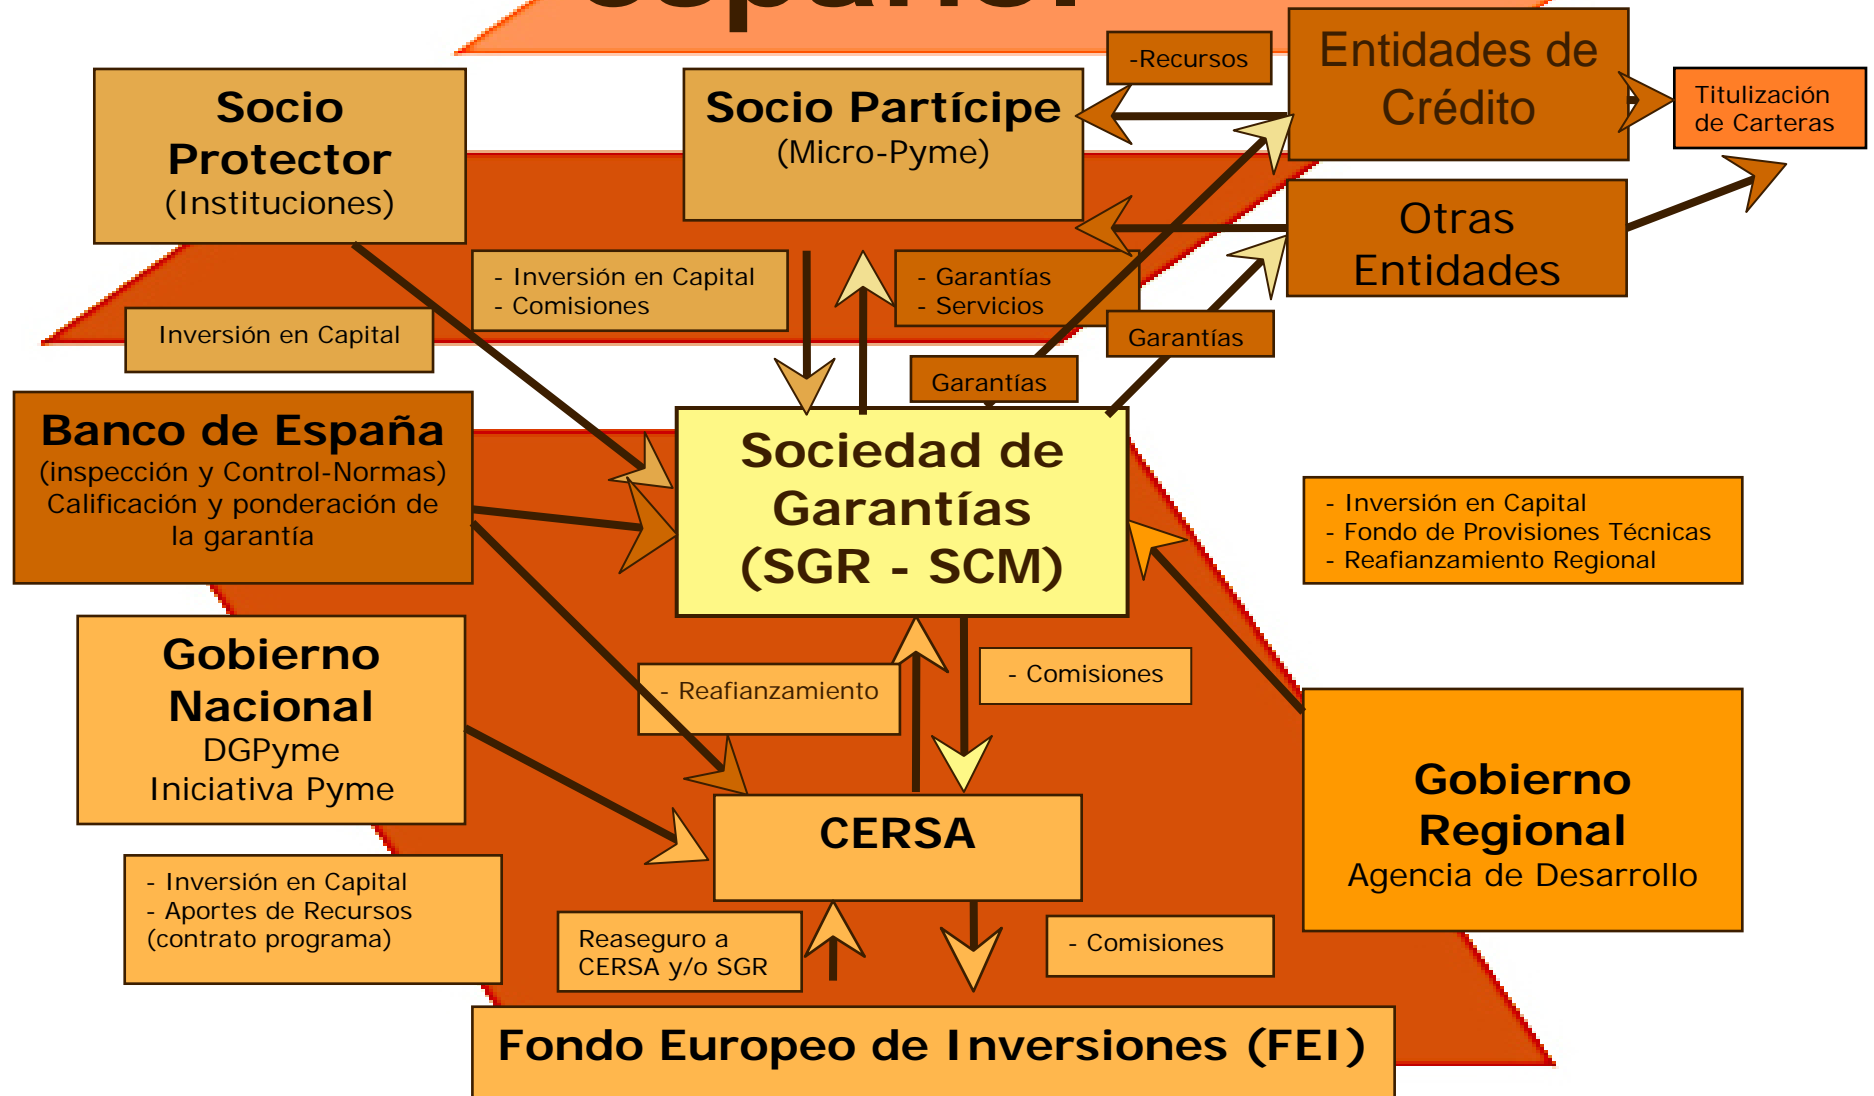 español
-Recursos
Entidades de
Crédito
Titulización
de Carteras
Socio
Protector
(Instituciones)
Socio Partícipe
(Micro-Pyme)
Otras
Entidades
- Inversión en Capital
- Comisiones
- Garantías
- Servicios
Inversión en Capital
Garantías
Garantías
Banco de España
(inspección y Control-Normas)
Calificación y ponderación de
la garantía
Sociedad de
Garantías
(SGR - SCM)
- Inversión en Capital
- Fondo de Provisiones Técnicas
- Reafianzamiento Regional
Gobierno
Nacional
DGPyme
Iniciativa Pyme
- Reafianzamiento
- Comisiones
Gobierno
Regional
Agencia de Desarrollo
CERSA
- Inversión en Capital
- Aportes de Recursos
(contrato programa)
Reaseguro a
CERSA y/o SGR
- Comisiones
Fondo Europeo de Inversiones (FEI)